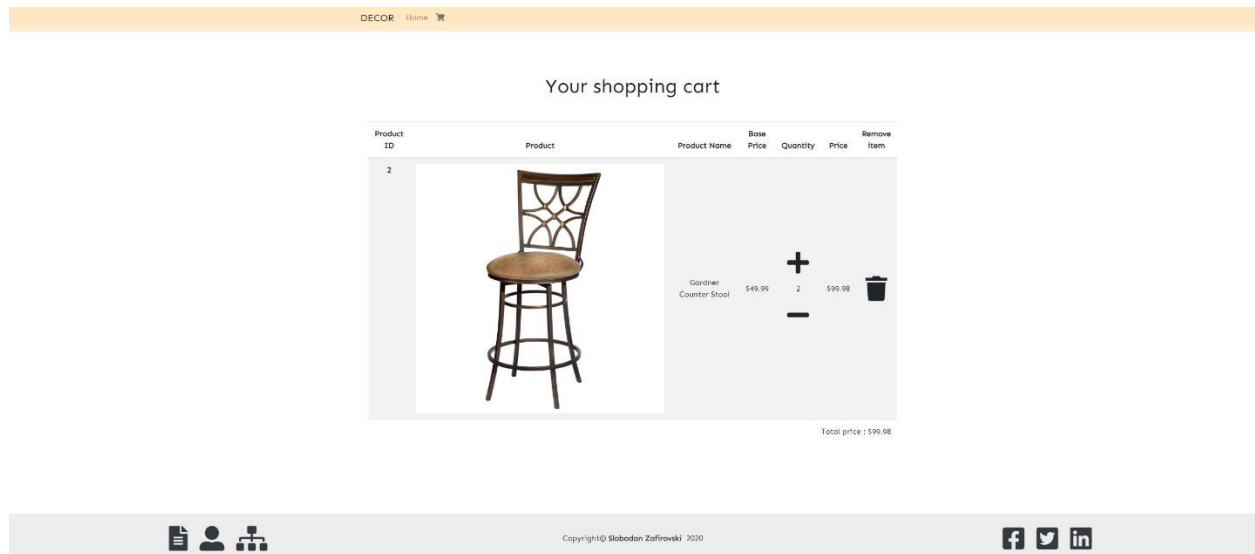 DECOR Home
Your shopping cart
Product ID Product Product Name Base Price Quantity Price Remove item
2
Gardner
Counter Stool $49.99 2 $99.98
Total price : $99.98
Copyright© Slobodan Zafirovski 2020